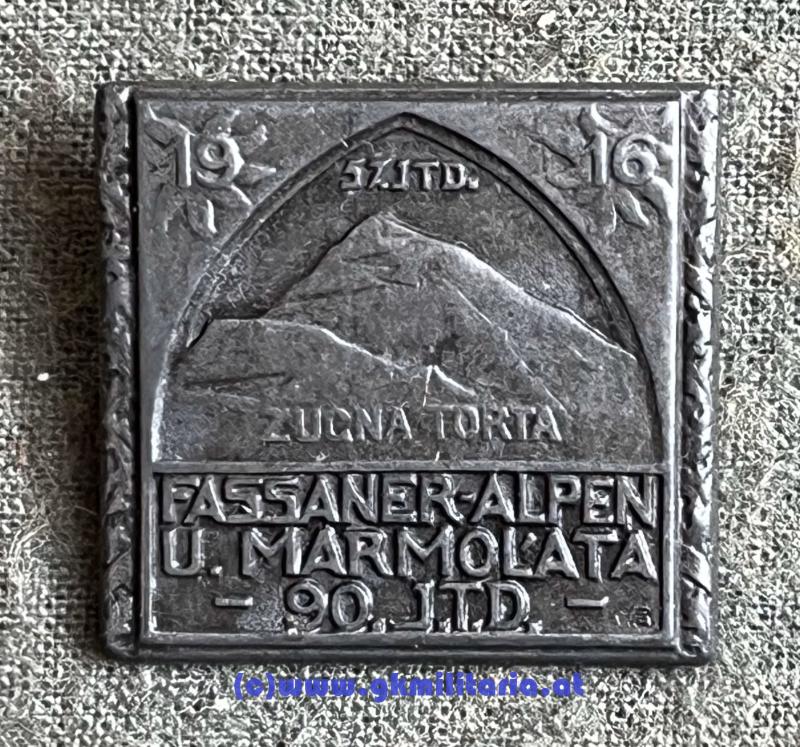 19 16
57.ITD.
ZUGNA TORTA
FASSANER-ALPEN
U. MARMOLATA
- 90. I.T.D. -
(c)www.gkmilitaria.at